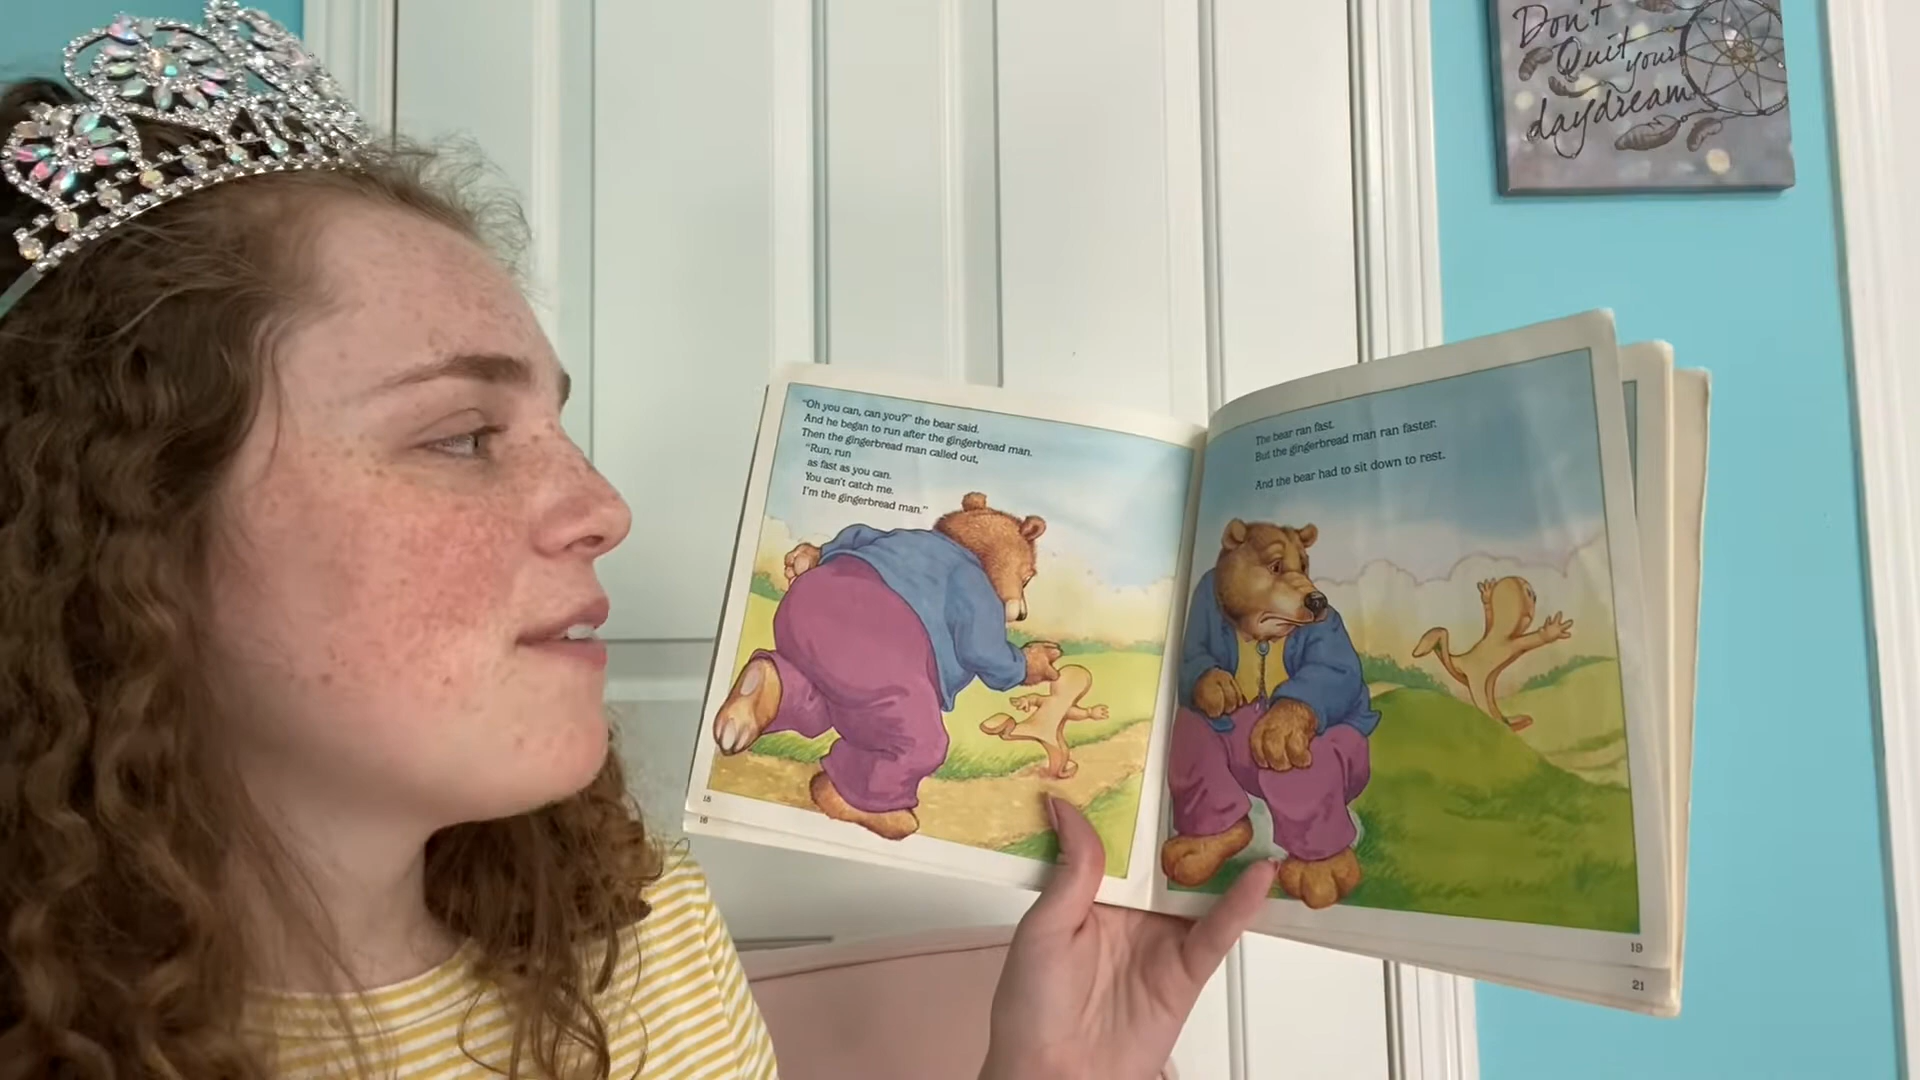 Don't
Quit your
daydream
"Oh you can, can you?" the bear said.
And he began to run after the gingerbread man.
Then the gingerbread man called out,
"Run, run
as fast as you can.
You can't catch me.
I'm the gingerbread man."
18
16
The bear ran fast.
But the gingerbread man ran faster.
And the bear had to sit down to rest.
19
21